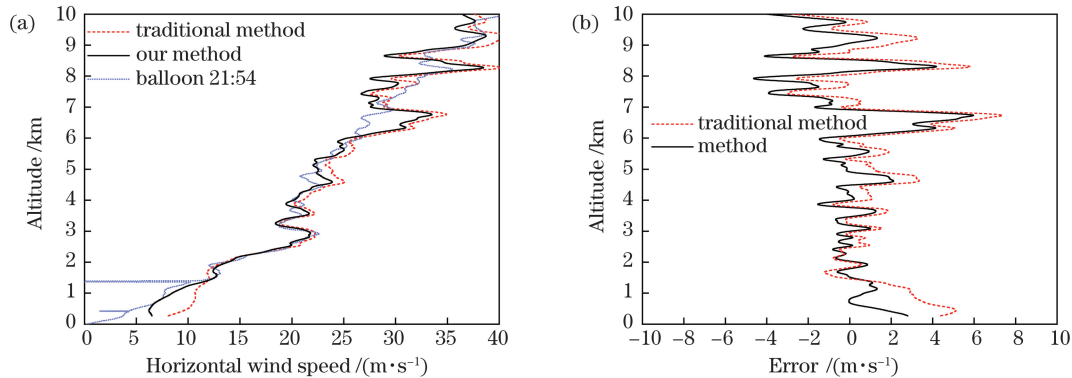 (a)
traditional method
our method
balloon 21:54
Altitude /km
10
9
8
7
6
5
4
3
2
1
0
0 5 10 15 20 25 30 35 40
Horizontal wind speed /(m·s⁻¹)
(b)
traditional method
method
Altitude /km
10
9
8
7
6
5
4
3
2
1
0
−10 −8 −6 −4 −2 0 2 4 6 8 10
Error /(m·s⁻¹)